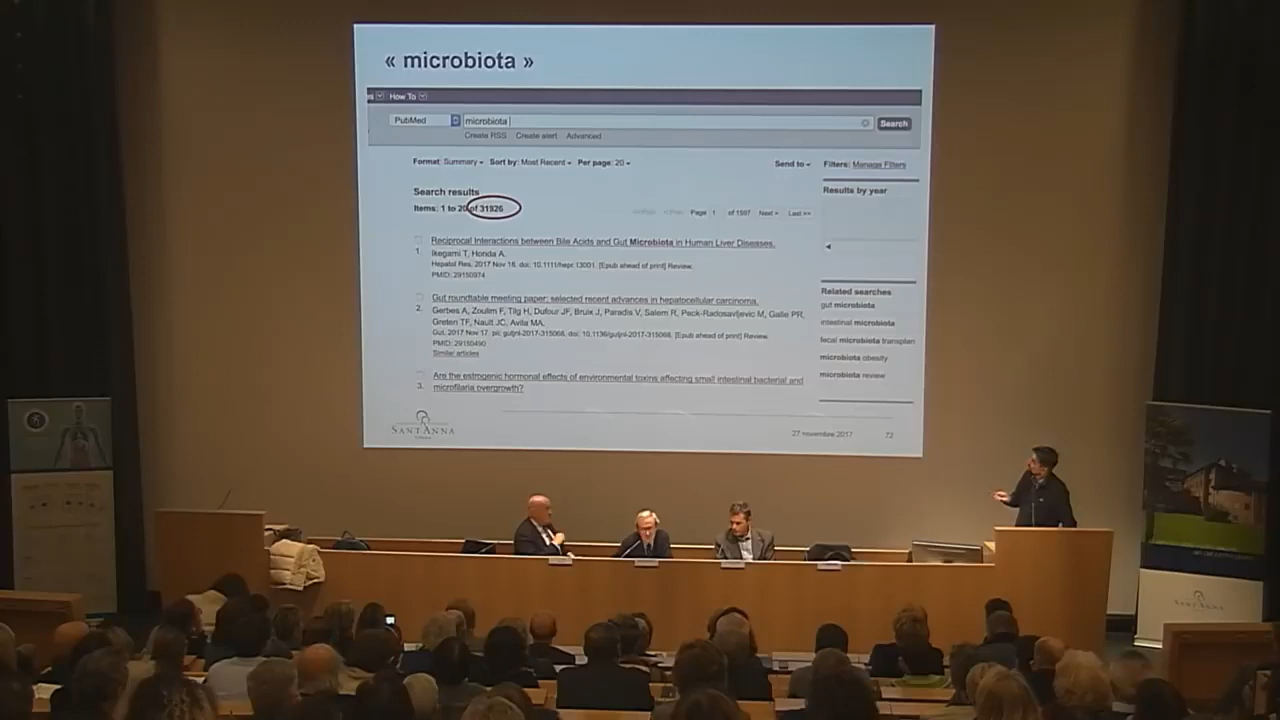 « microbiota »
How To
PubMed
microbiota
Search
Create RSS Create alert Advanced
Format: Summary Sort by: Most Recent Per page: 20
Send to
Filters: Manage Filters
Search results
Items: 1 to 20 of 31926
Page 1 of 1597 Next > Last >>
Results by year
1. Reciprocal Interactions between Bile Acids and Gut Microbiota in Human Liver Diseases.
Ikegami T, Honda A.
Hepatol Res. 2017 Nov 18. doi: 10.1111/hepr.13001. [Epub ahead of print] Review.
PMID: 29150974
2. Gut roundtable meeting paper: selected recent advances in hepatocellular carcinoma.
Gerbes A, Zoulim F, Tilg H, Dufour JF, Bruix J, Paradis V, Salem R, Peck-Radosavljevic M, Galle PR,
Greten TF, Nault JC, Avila MA.
Gut. 2017 Nov 17. pii: gutjnl-2017-315068. doi: 10.1136/gutjnl-2017-315068. [Epub ahead of print] Review.
PMID: 29150490
Similar articles
3. Are the estrogenic hormonal effects of environmental toxins affecting small intestinal bacterial and
microfilaria overgrowth?
Related searches
gut microbiota
intestinal microbiota
fecal microbiota transplan
microbiota obesity
microbiota review
SANT'ANNA
27 novembre 2017
72